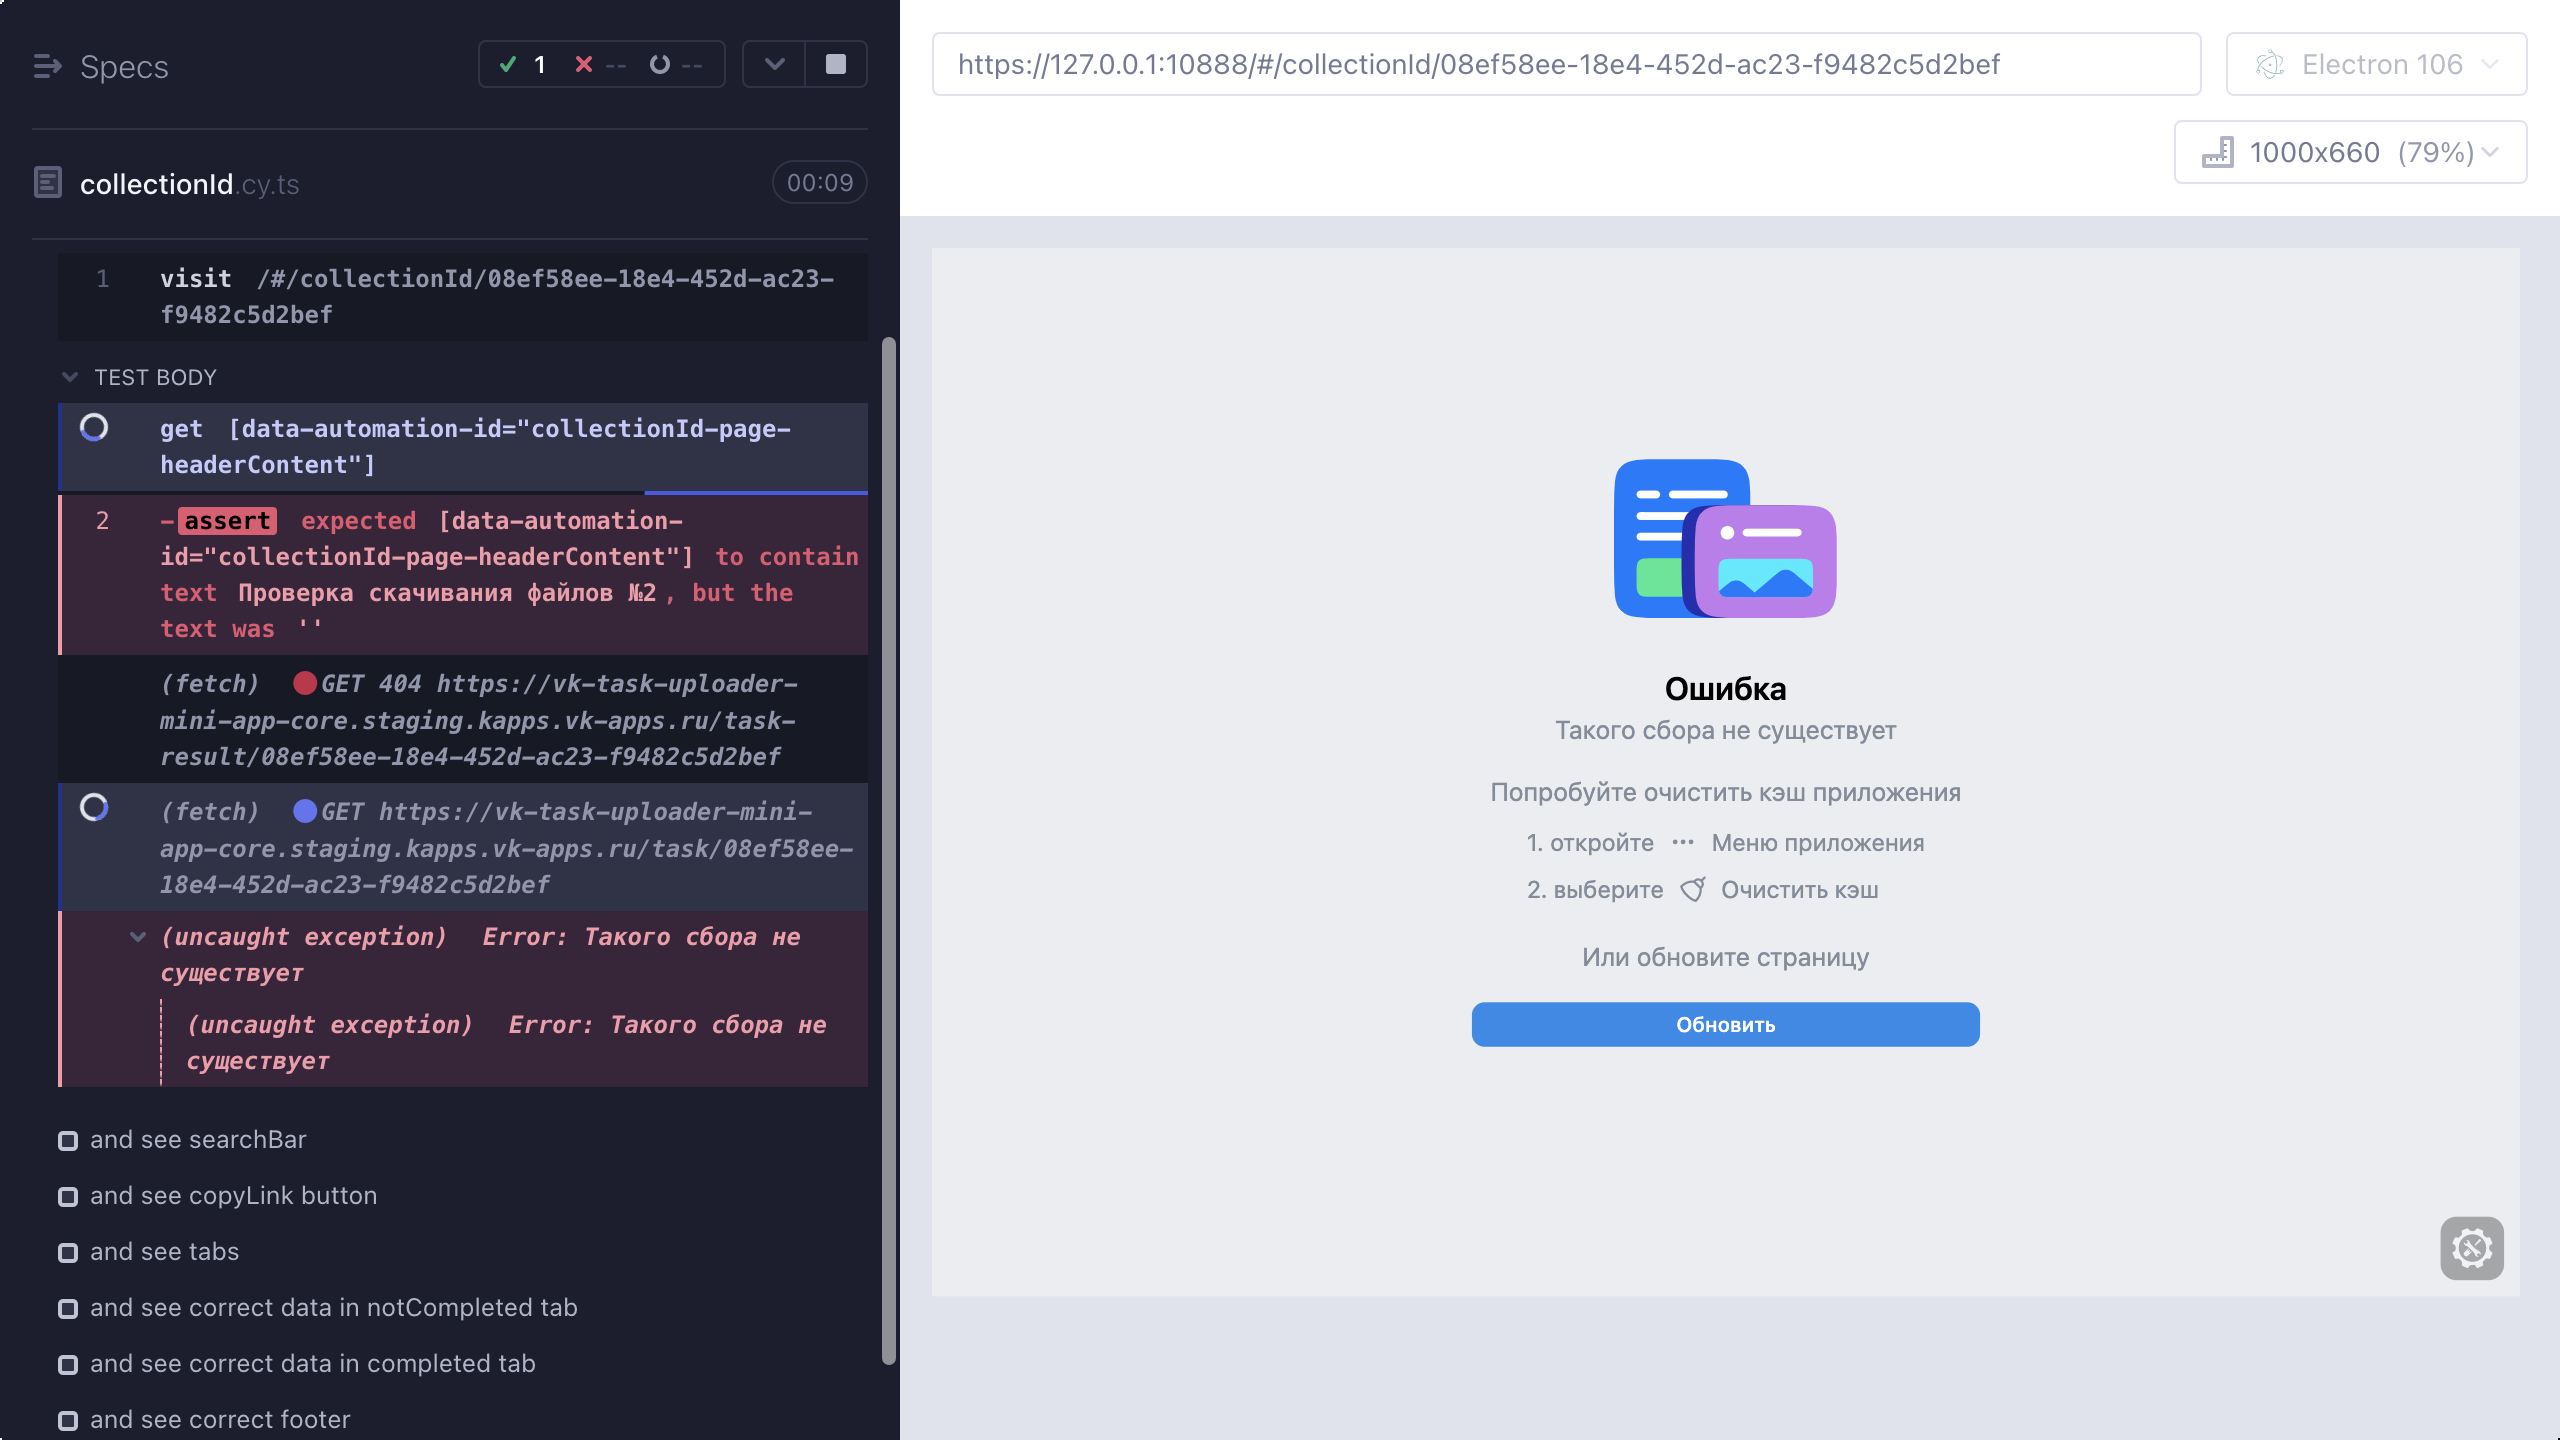 Specs
1 -- --
collectionId.cy.ts
00:09
1 visit /#/collectionId/08ef58ee-18e4-452d-ac23-
f9482c5d2bef
TEST BODY
get [data-automation-id="collectionId-page-
headerContent"]
2 -assert expected [data-automation-
id="collectionId-page-headerContent"] to contain
text Проверка скачивания файлов №2, but the
text was ''
(fetch) GET 404 https://vk-task-uploader-
mini-app-core.staging.kapps.vk-apps.ru/task-
result/08ef58ee-18e4-452d-ac23-f9482c5d2bef
(fetch) GET https://vk-task-uploader-mini-
app-core.staging.kapps.vk-apps.ru/task/08ef58ee-
18e4-452d-ac23-f9482c5d2bef
(uncaught exception) Error: Такого сбора не
существует
(uncaught exception) Error: Такого сбора не
существует
and see searchBar
and see copyLink button
and see tabs
and see correct data in notCompleted tab
and see correct data in completed tab
and see correct footer
https://127.0.0.1:10888/#/collectionId/08ef58ee-18e4-452d-ac23-f9482c5d2bef
Electron 106
1000x660 (79%)
Ошибка
Такого сбора не существует
Попробуйте очистить кэш приложения
1. откройте ··· Меню приложения
2. выберите Очистить кэш
Или обновите страницу
Обновить